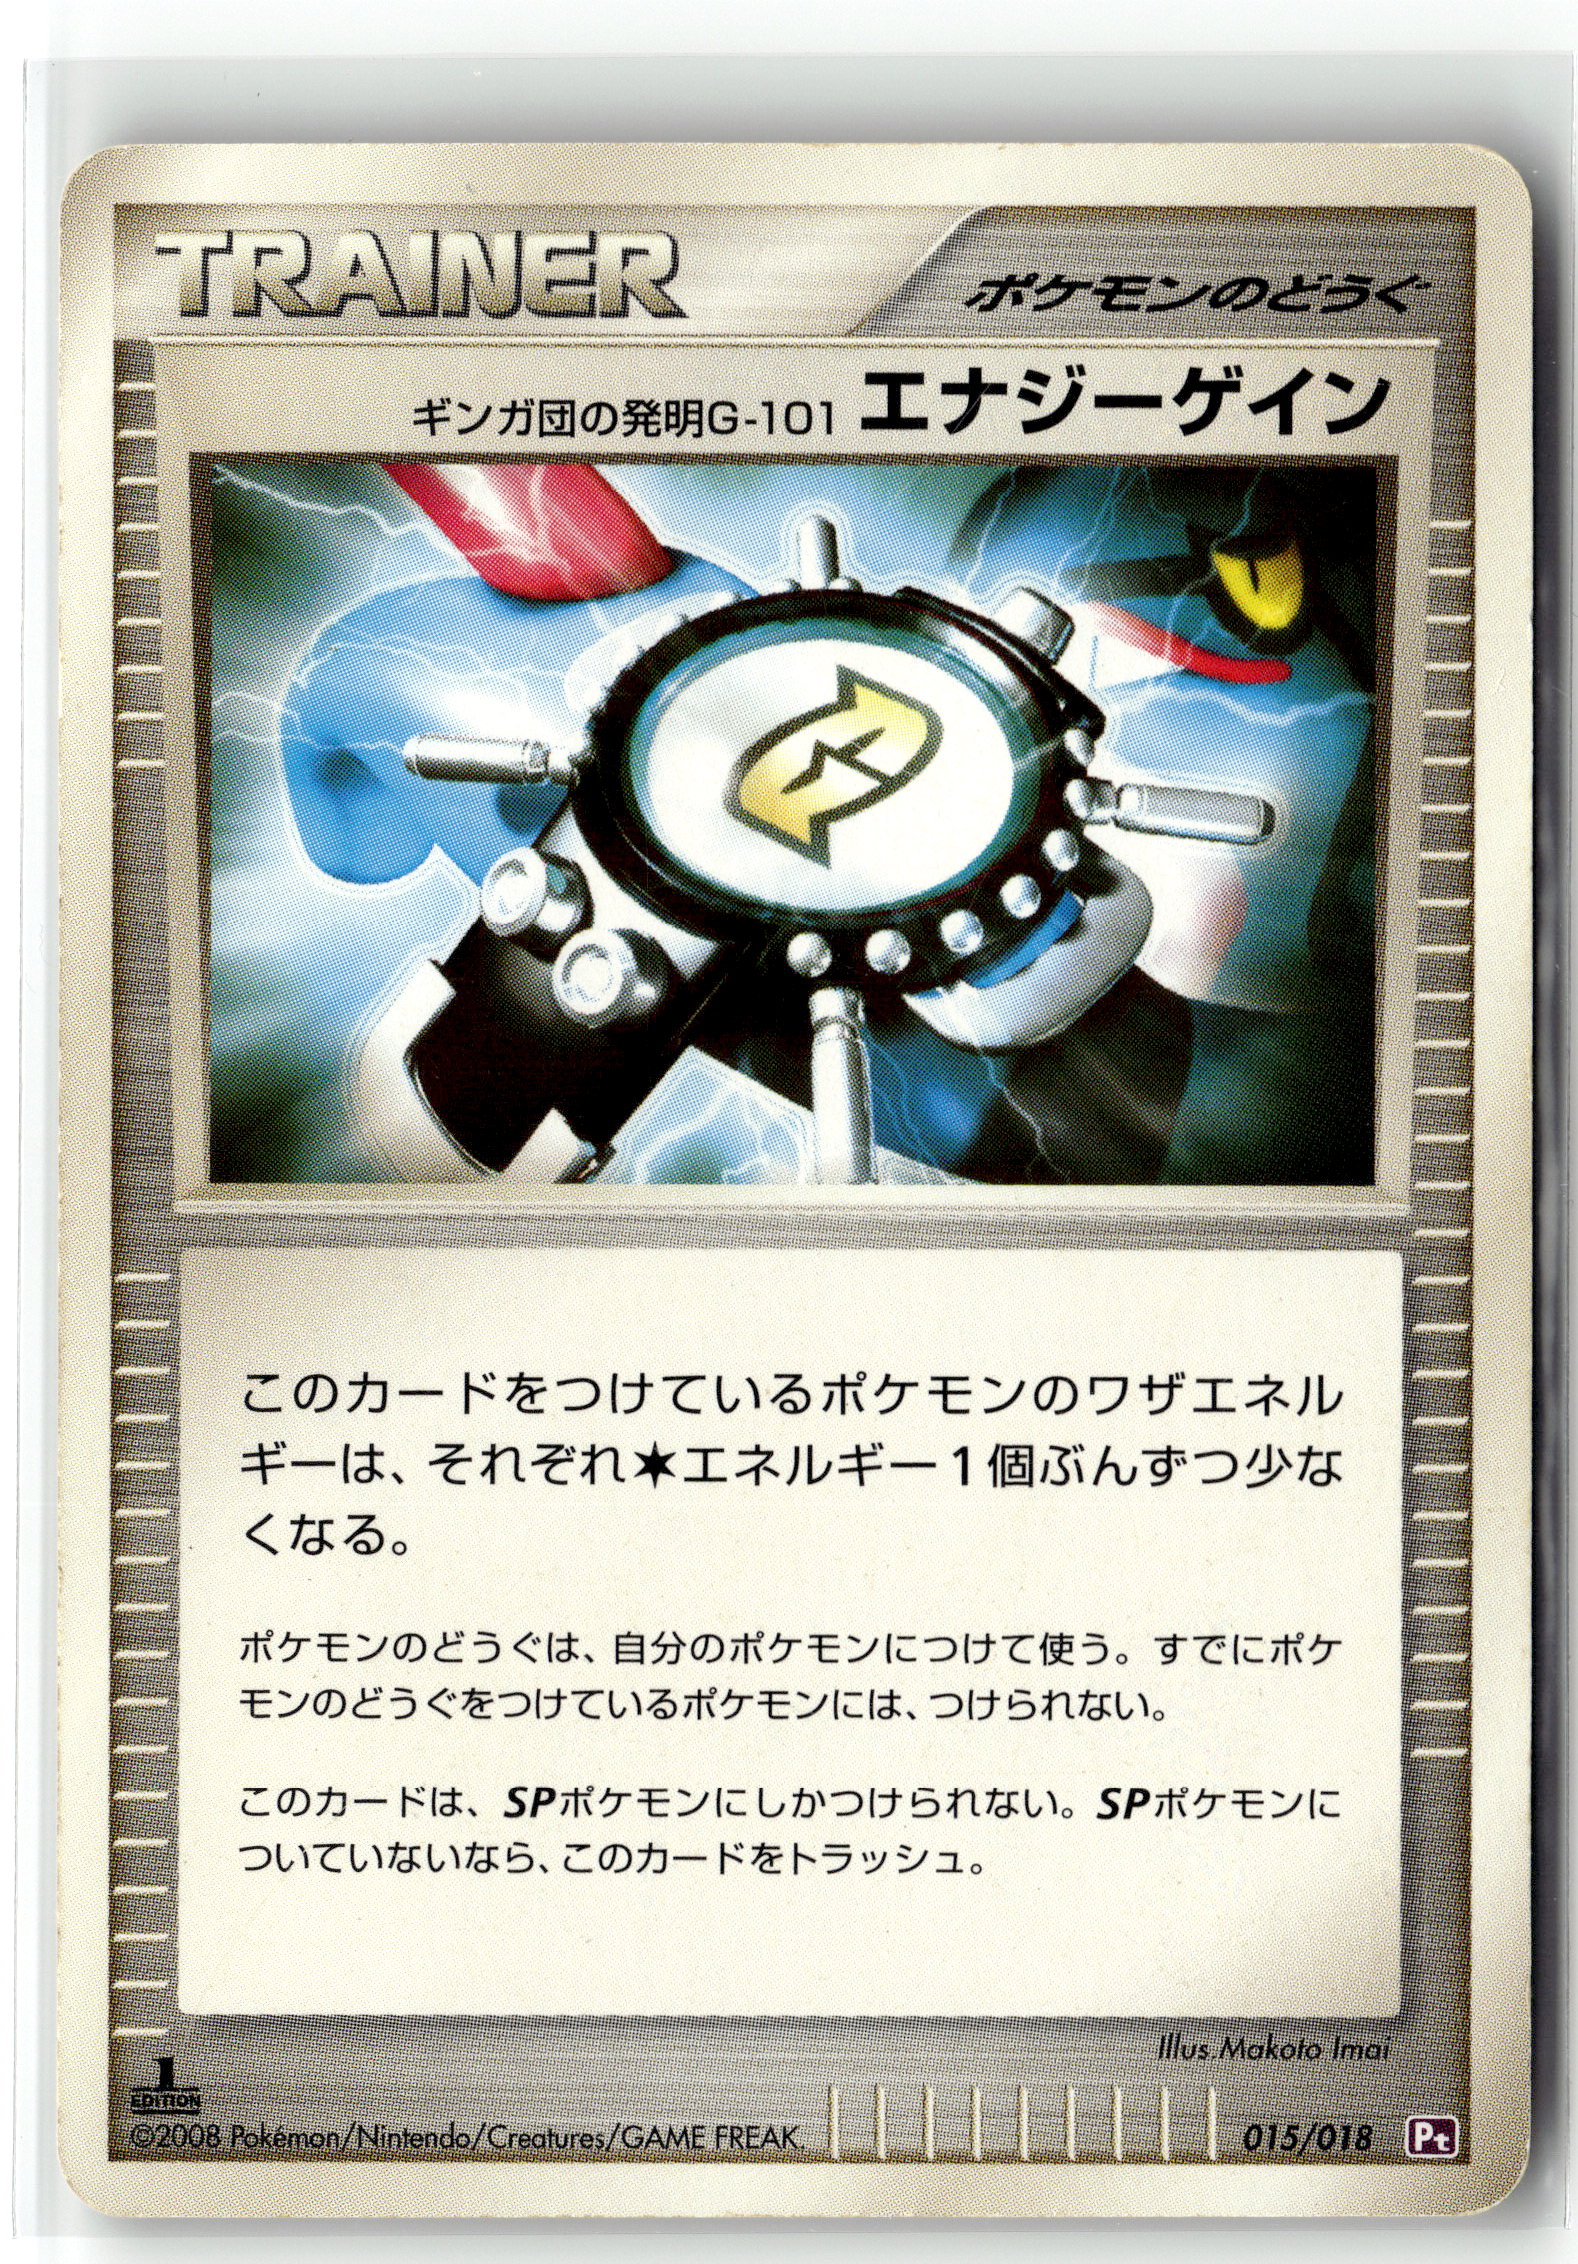 TRAINER
ポケモンのどうぐ
ギンガ団の発明G-101 エナジーゲイン
このカードをつけているポケモンのワザエネル
ギーは、それぞれ★エネルギー1個ぶんずつ少な
くなる。
ポケモンのどうぐは、自分のポケモンにつけて使う。すでにポケ
モンのどうぐをつけているポケモンには、つけられない。
このカードは、SPポケモンにしかつけられない。SPポケモンに
ついていないなら、このカードをトラッシュ。
Illus.Makoto Imai
1
EDITION
©2008 Pokémon/Nintendo/Creatures/GAME FREAK.
015/018
Pt